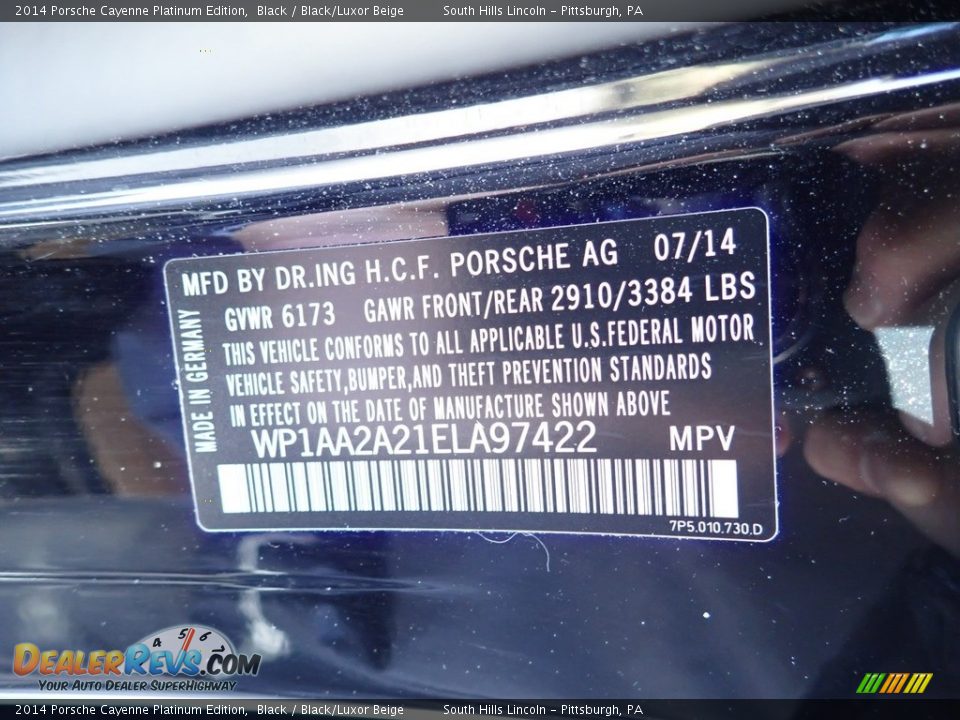 2014 Porsche Cayenne Platinum Edition, Black / Black/Luxor Beige South Hills Lincoln - Pittsburgh, PA
MFD BY DR.ING H.C.F. PORSCHE AG 07/14
GVWR 6173 GAWR FRONT/REAR 2910/3384 LBS
THIS VEHICLE CONFORMS TO ALL APPLICABLE U.S.FEDERAL MOTOR
VEHICLE SAFETY,BUMPER,AND THEFT PREVENTION STANDARDS
IN EFFECT ON THE DATE OF MANUFACTURE SHOWN ABOVE
MADE IN GERMANY
WP1AA2A21ELA97422 MPV
7P5.010.730.D
4 5 6
DEALERREVS.COM
YOUR AUTO DEALER SUPERHIGHWAY
2014 Porsche Cayenne Platinum Edition, Black / Black/Luxor Beige South Hills Lincoln - Pittsburgh, PA